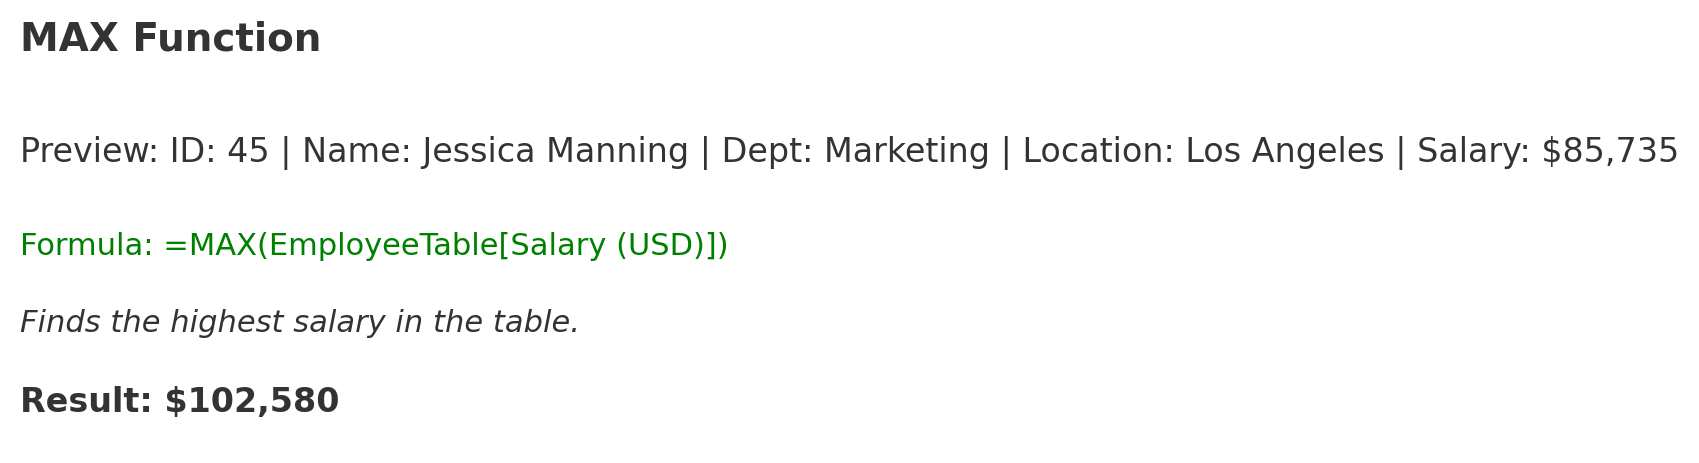 MAX Function
Preview: ID: 45 | Name: Jessica Manning | Dept: Marketing | Location: Los Angeles | Salary: $85,735
Formula: =MAX(EmployeeTable[Salary (USD)])
Finds the highest salary in the table.
Result: $102,580